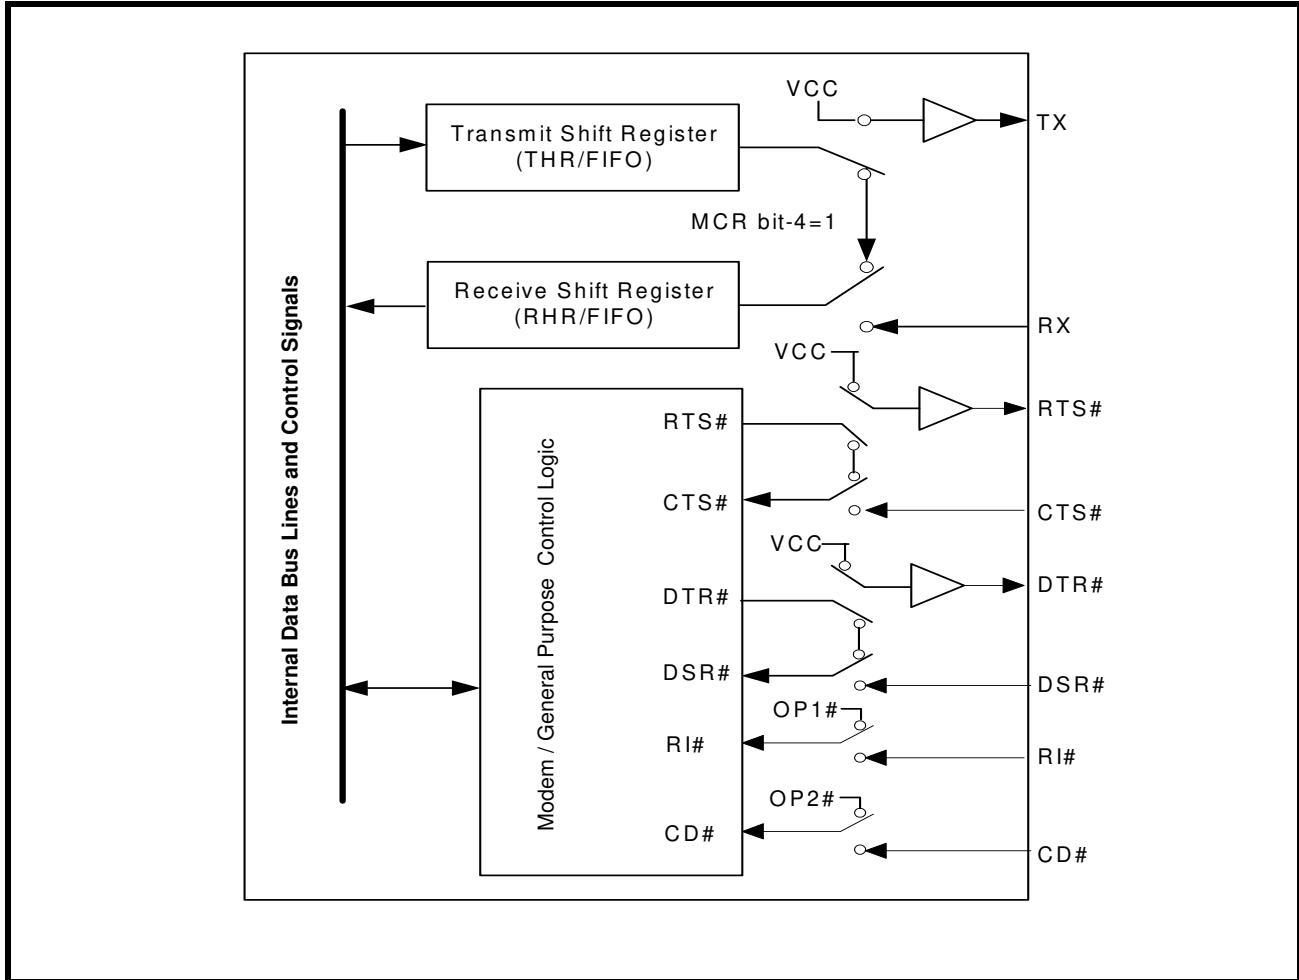 VCC
TX
Transmit Shift Register
(THR/FIFO)
MCR bit-4=1
Receive Shift Register
(RHR/FIFO)
RX
VCC
RTS#
RTS#
CTS#
CTS#
VCC
DTR#
DTR#
DSR#
DSR#
OP1#
RI#
RI#
OP2#
CD#
CD#
Internal Data Bus Lines and Control Signals
Modem / General Purpose Control Logic